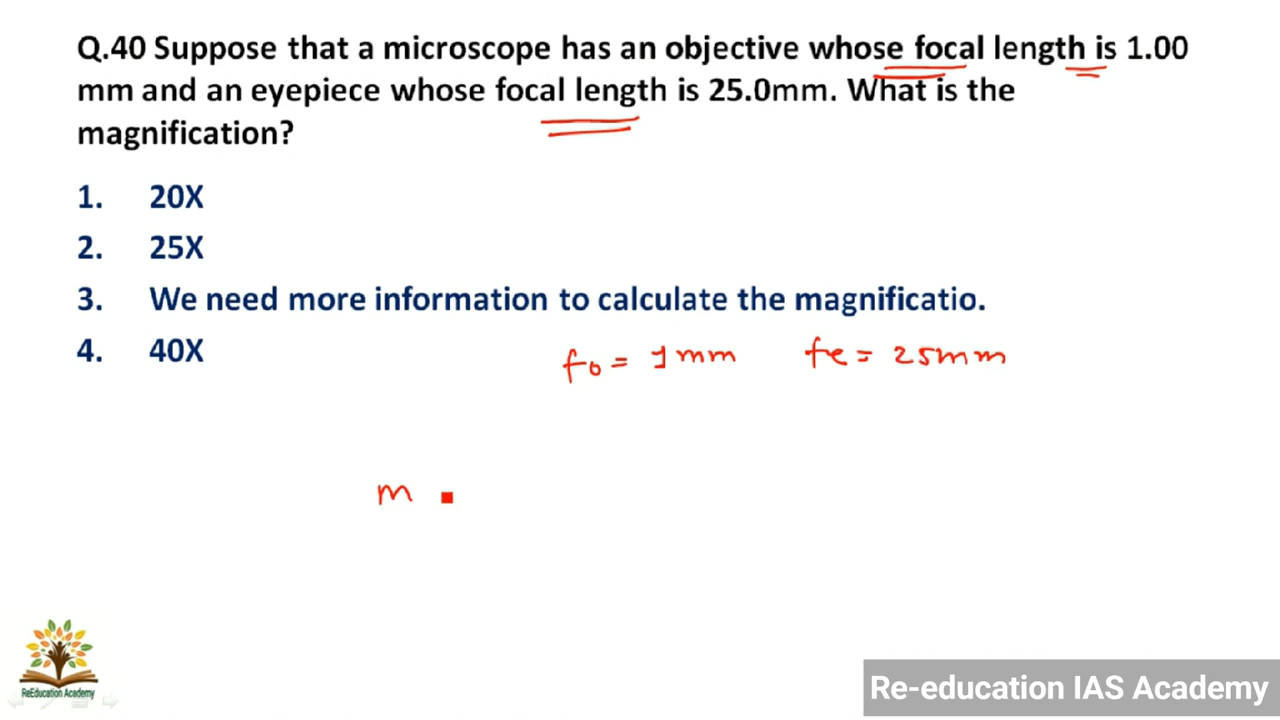 Q.40 Suppose that a microscope has an objective whose focal length is 1.00
mm and an eyepiece whose focal length is 25.0mm. What is the
magnification?
1. 20X
2. 25X
3. We need more information to calculate the magnificatio.
4. 40X
fo = 1mm fe = 25mm
m
ReEducation Academy
Re-education IAS Academy